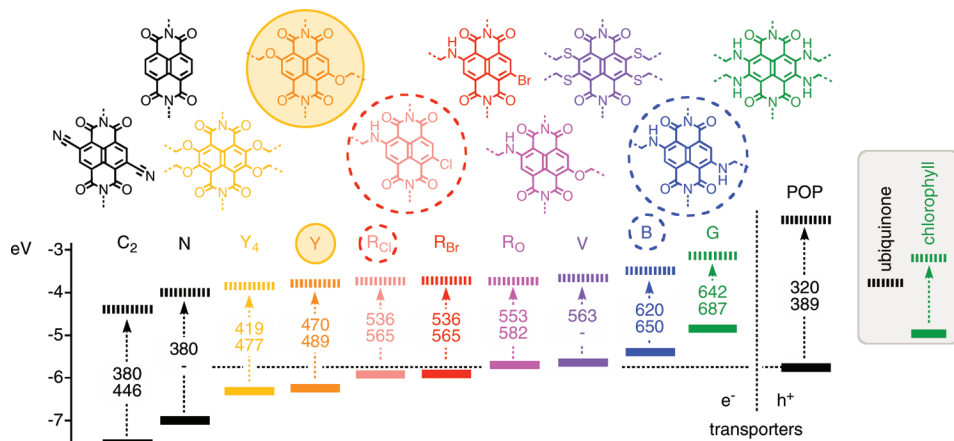 eV
-3
-4
-5
-6
-7
C2
380
446
N
380
-
Y4
419
477
Y
470
489
RCl
536
565
RBr
536
565
RO
553
582
V
563
-
B
620
650
G
642
687
POP
320
389
e-
h+
transporters
ubiquinone
chlorophyll
O
N
O
O
N
O
O
N
O
O
O
O
N
O
H
N
O
N
O
Br
O
N
O
S
O
N
O
S
S
S
O
N
O
H
N
O
N
O
H
N
N
H
N
H
O
N
O
N
O
N
O
N
O
N
O
O
N
O
O
O
O
O
N
O
H
N
O
N
O
Cl
O
N
O
H
N
O
N
O
O
O
N
O
H
N
O
N
O
N
H
O
N
O